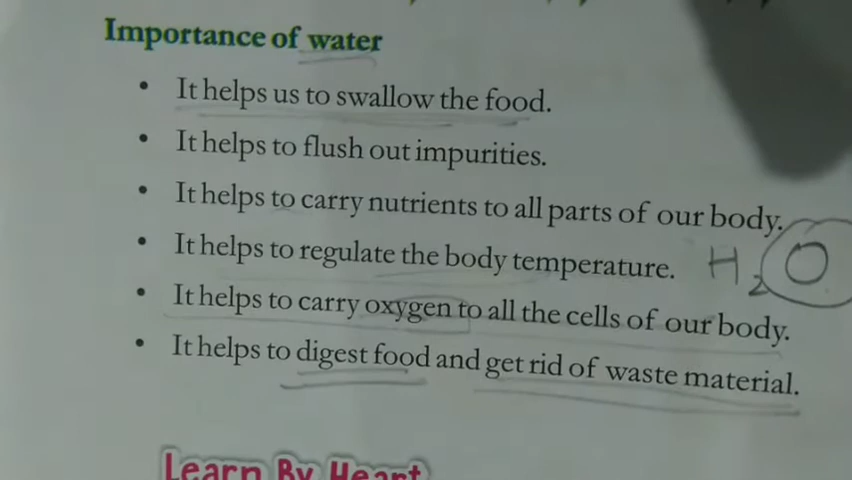 Importance of water
• It helps us to swallow the food.
• It helps to flush out impurities.
• It helps to carry nutrients to all parts of our body.
• It helps to regulate the body temperature.
H2O
• It helps to carry oxygen to all the cells of our body.
• It helps to digest food and get rid of waste material.
Learn By Heart